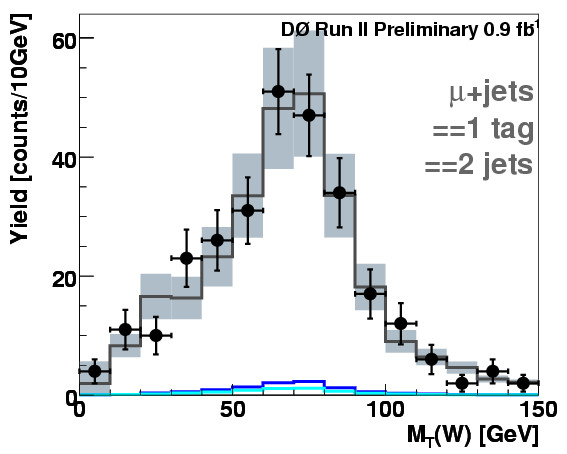 DØ Run II Preliminary 0.9 fb⁻¹
μ+jets
==1 tag
==2 jets
Yield [counts/10GeV]
60
40
20
0
0 50 100 150
M_T(W) [GeV]